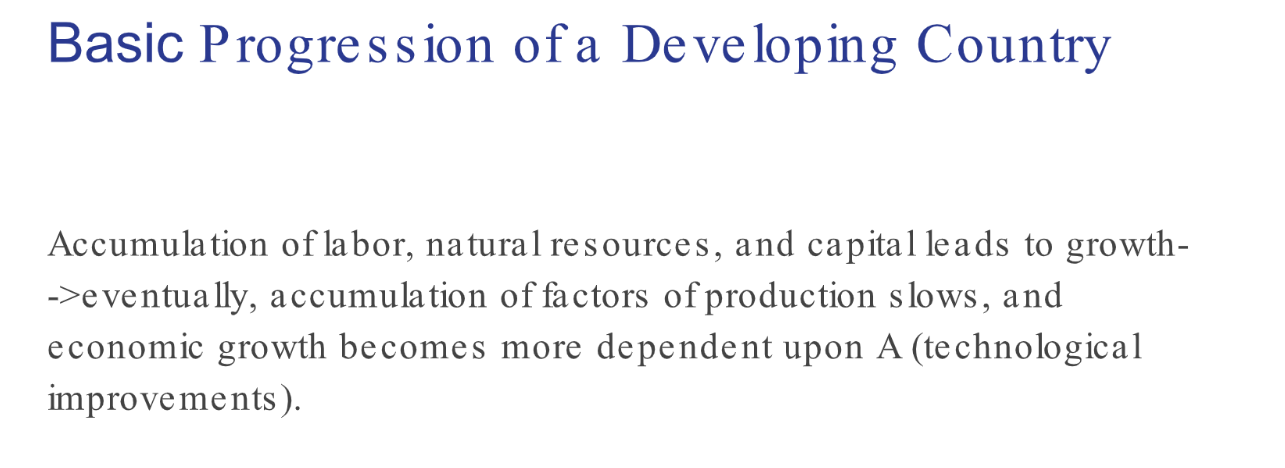 Basic Progression of a Developing Country
Accumulation of labor, natural resources, and capital leads to growth-
->eventually, accumulation of factors of production slows, and
economic growth becomes more dependent upon A (technological
improvements).